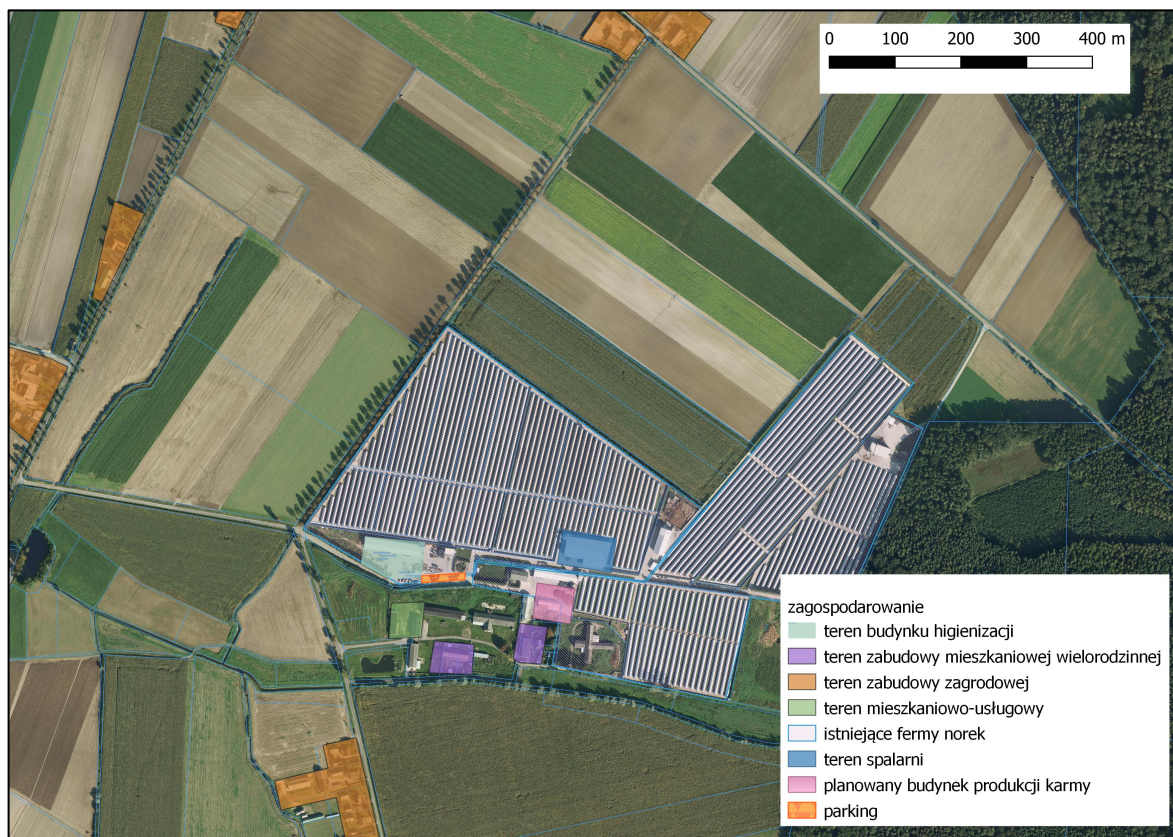 0 100 200 300 400 m
zagospodarowanie
teren budynku higienizacji
teren zabudowy mieszkaniowej wielorodzinnej
teren zabudowy zagrodowej
teren mieszkaniowo-usługowy
istniejące fermy norek
teren spalarni
planowany budynek produkcji karmy
parking